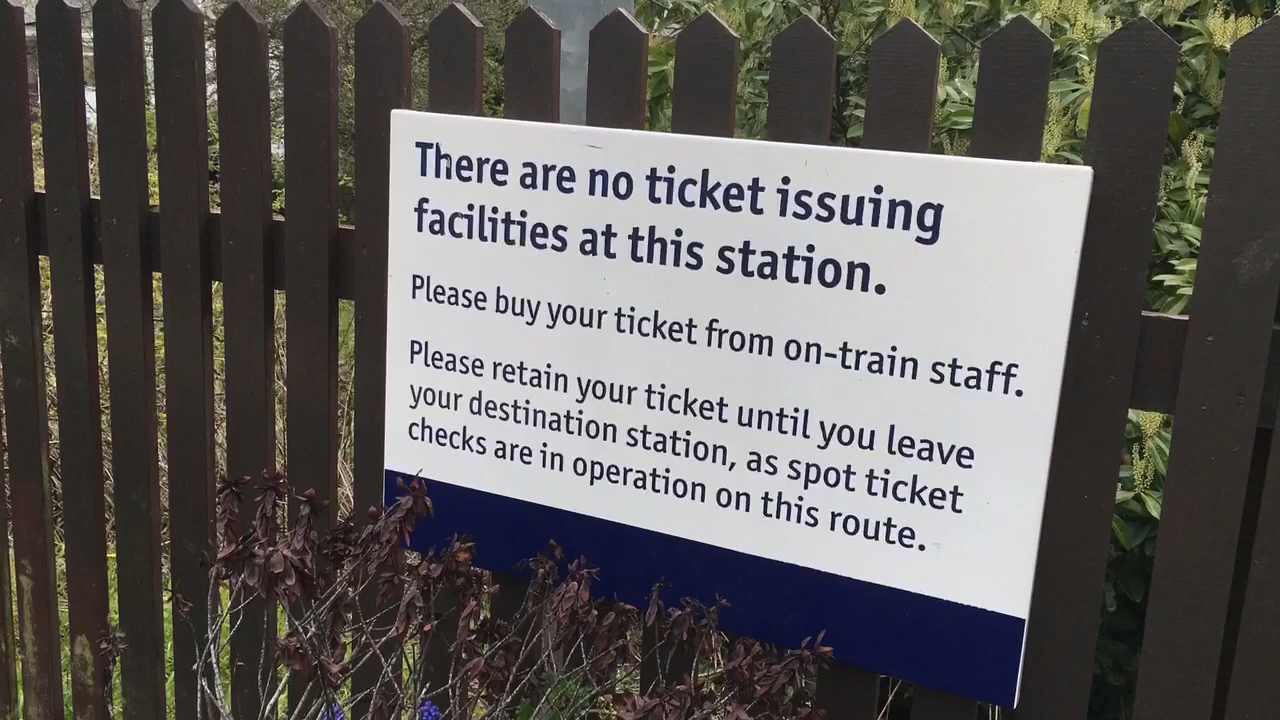 There are no ticket issuing
facilities at this station.
Please buy your ticket from on-train staff.
Please retain your ticket until you leave
your destination station, as spot ticket
checks are in operation on this route.